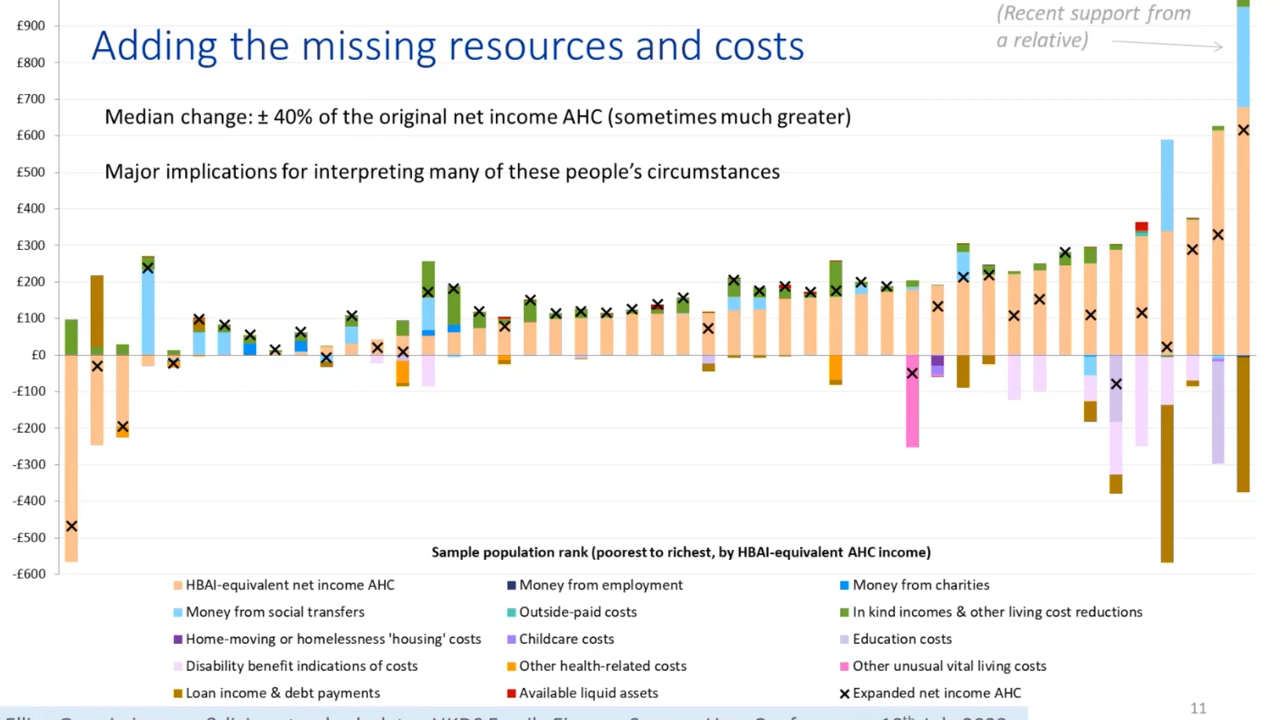 £900
(Recent support from
a relative)
Adding the missing resources and costs
£800
£700
Median change: ± 40% of the original net income AHC (sometimes much greater)
£600
£500
Major implications for interpreting many of these people’s circumstances
£400
£300
£200
£100
£0
-£100
-£200
-£300
-£400
-£500
-£600
Sample population rank (poorest to richest, by HBAI-equivalent AHC income)
HBAI-equivalent net income AHC
Money from employment
Money from charities
Money from social transfers
Outside-paid costs
In kind incomes & other living cost reductions
Home-moving or homelessness 'housing' costs
Childcare costs
Education costs
Disability benefit indications of costs
Other health-related costs
Other unusual vital living costs
Loan income & debt payments
Available liquid assets
Expanded net income AHC
11